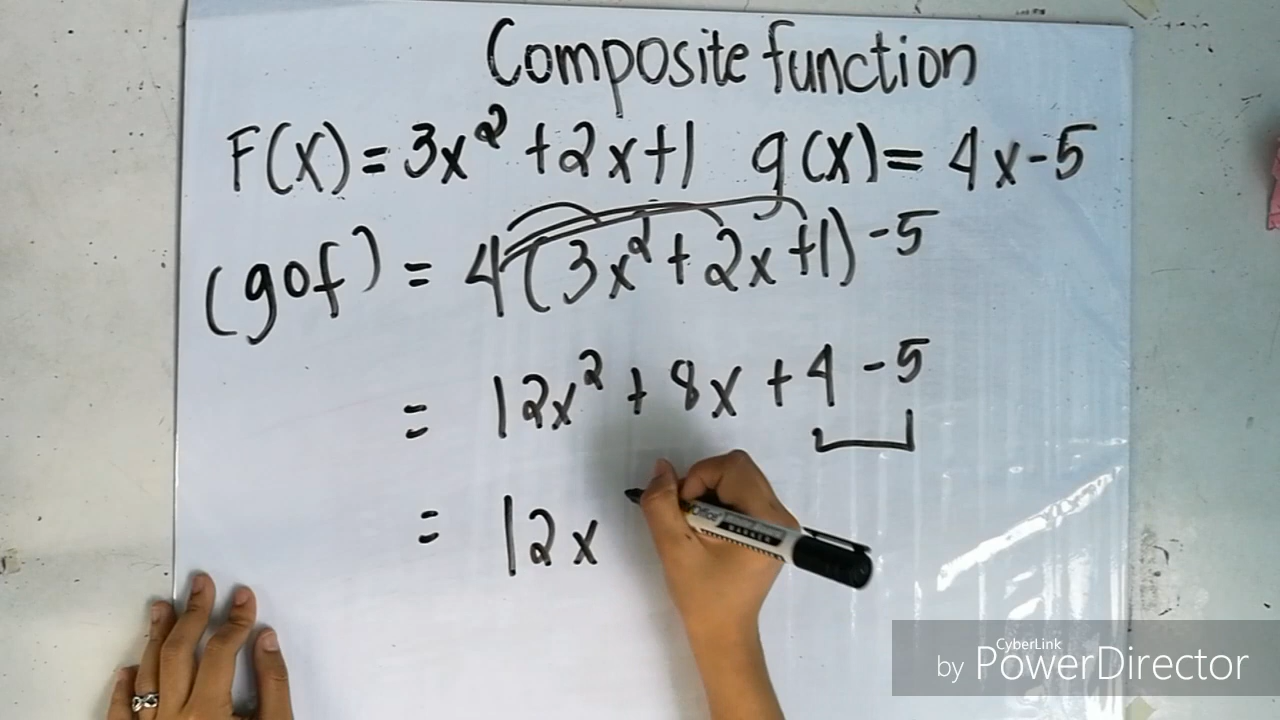 Composite function
F(x) = 3x² + 2x + 1 g(x) = 4x - 5
(gof) = 4(3x² + 2x + 1) - 5
= 12x² + 8x + 4 - 5
= 12x
MARKER
CyberLink
by PowerDirector